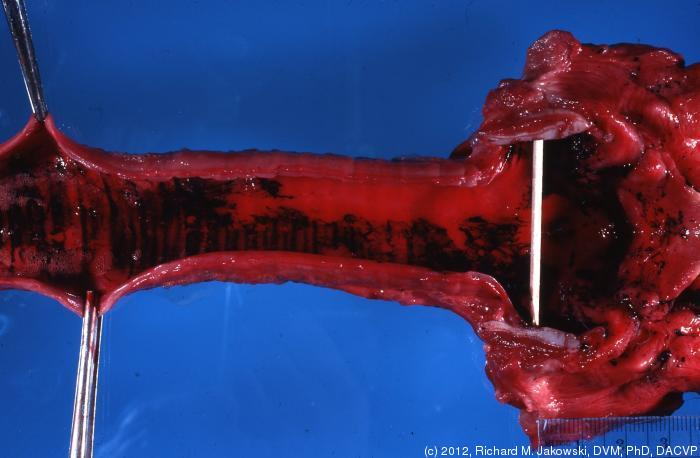 (c) 2012, Richard M. Jakowski, DVM, PhD, DACVP